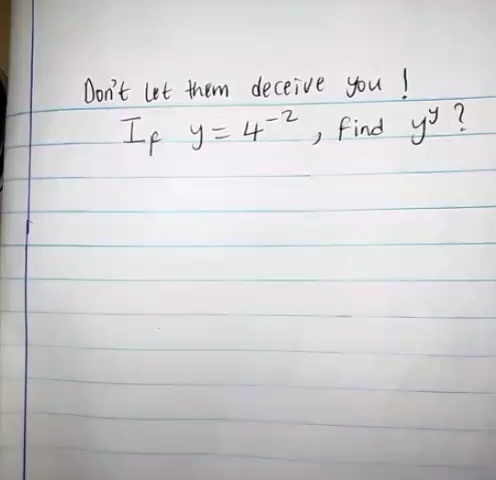 Don't let them deceive you !
If y = 4⁻² , find yʸ ?